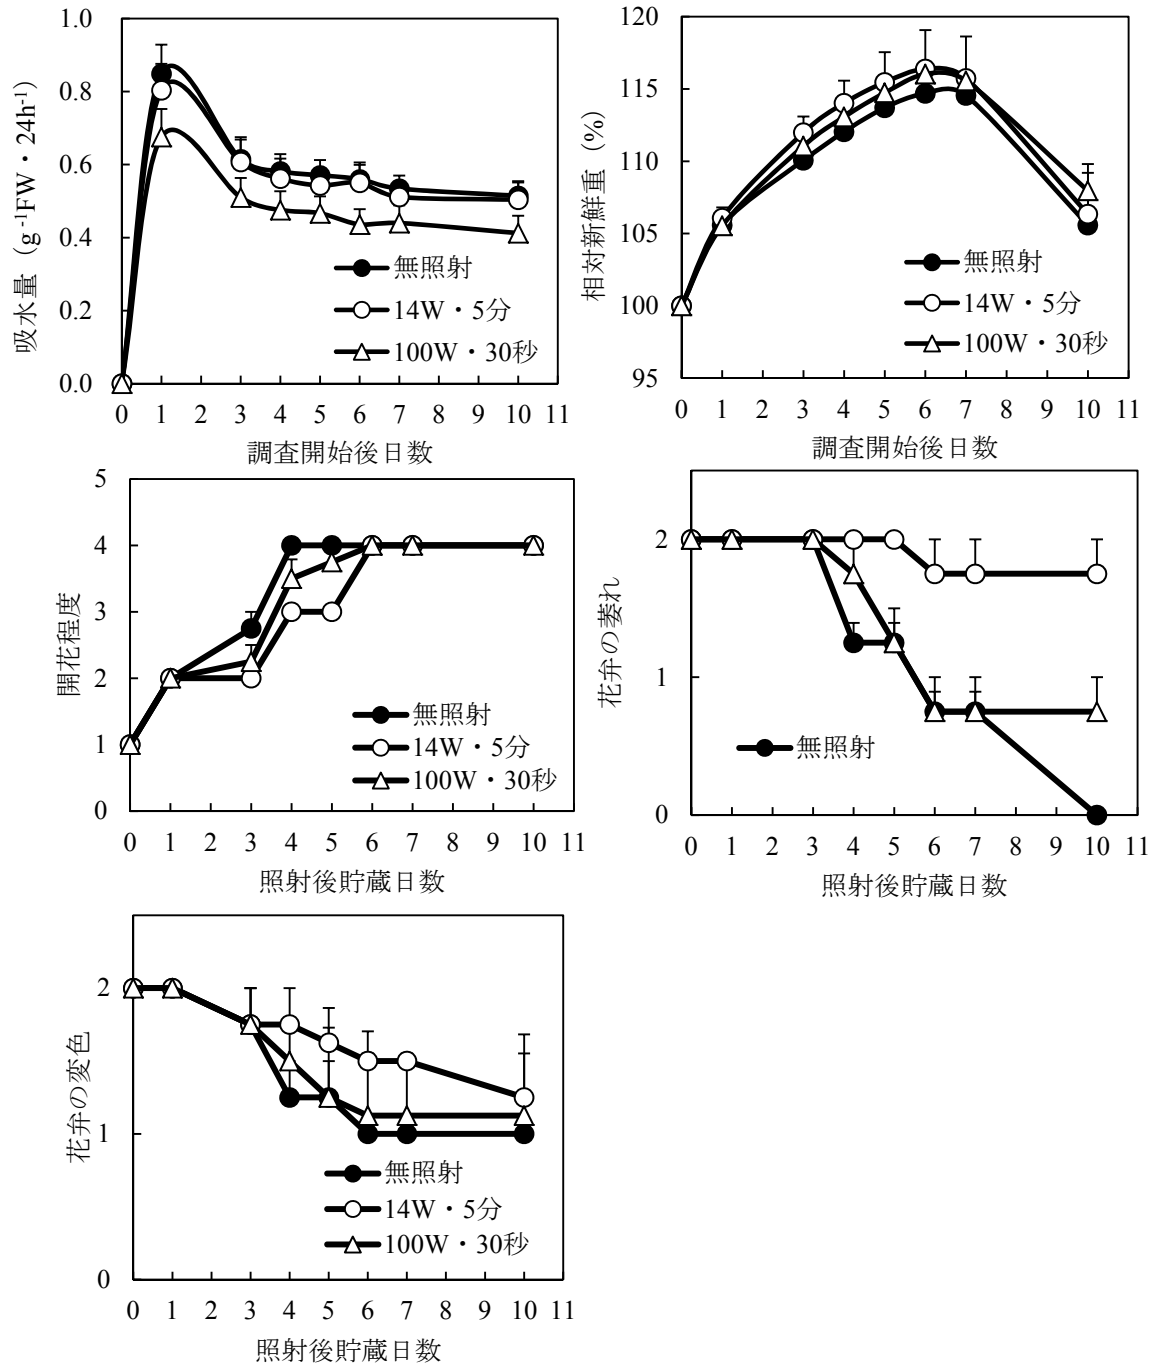 吸水量（g⁻¹FW・24h⁻¹）
1.0
0.8
0.6
0.4
0.2
0.0
無照射
14W・5分
100W・30秒
0 1 2 3 4 5 6 7 8 9 10 11
調査開始後日数
相対新鮮重（%）
120
115
110
105
100
95
無照射
14W・5分
100W・30秒
0 1 2 3 4 5 6 7 8 9 10 11
調査開始後日数
開花程度
5
4
3
2
1
0
無照射
14W・5分
100W・30秒
0 1 2 3 4 5 6 7 8 9 10 11
照射後貯蔵日数
花弁の萎れ
2
1
0
無照射
0 1 2 3 4 5 6 7 8 9 10 11
照射後貯蔵日数
花弁の変色
2
1
0
無照射
14W・5分
100W・30秒
0 1 2 3 4 5 6 7 8 9 10 11
照射後貯蔵日数